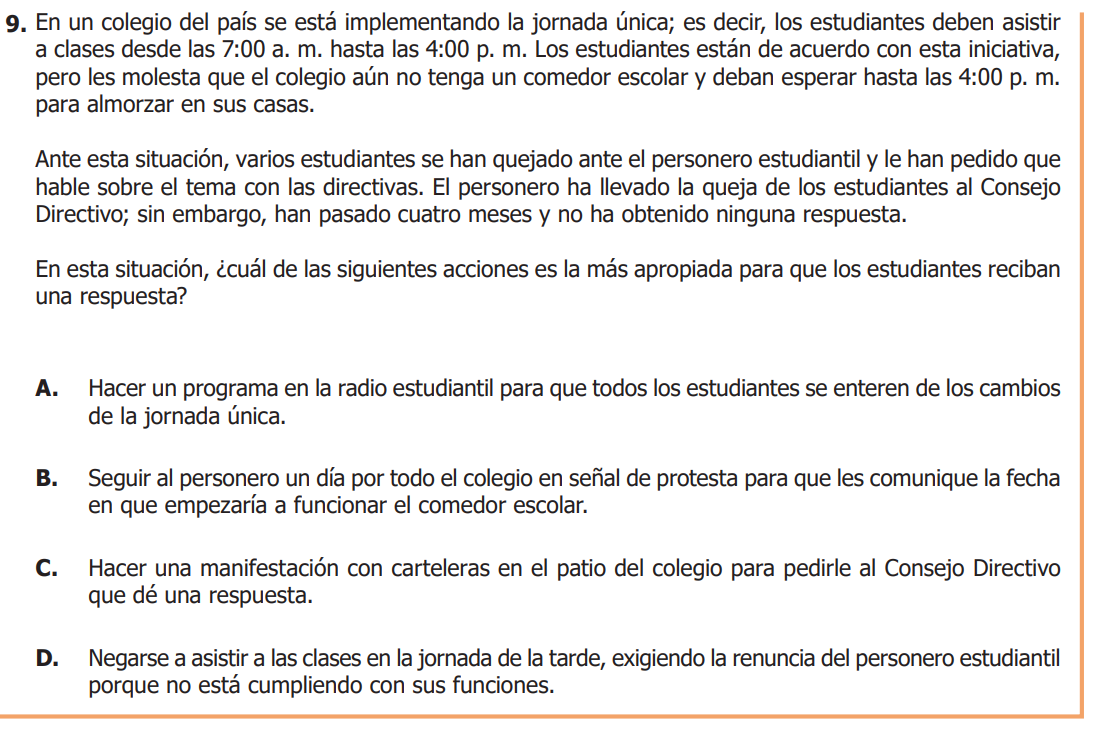 9. En un colegio del país se está implementando la jornada única; es decir, los estudiantes deben asistir
a clases desde las 7:00 a. m. hasta las 4:00 p. m. Los estudiantes están de acuerdo con esta iniciativa,
pero les molesta que el colegio aún no tenga un comedor escolar y deban esperar hasta las 4:00 p. m.
para almorzar en sus casas.
Ante esta situación, varios estudiantes se han quejado ante el personero estudiantil y le han pedido que
hable sobre el tema con las directivas. El personero ha llevado la queja de los estudiantes al Consejo
Directivo; sin embargo, han pasado cuatro meses y no ha obtenido ninguna respuesta.
En esta situación, ¿cuál de las siguientes acciones es la más apropiada para que los estudiantes reciban
una respuesta?
A. Hacer un programa en la radio estudiantil para que todos los estudiantes se enteren de los cambios
de la jornada única.
B. Seguir al personero un día por todo el colegio en señal de protesta para que les comunique la fecha
en que empezaría a funcionar el comedor escolar.
C. Hacer una manifestación con carteleras en el patio del colegio para pedirle al Consejo Directivo
que dé una respuesta.
D. Negarse a asistir a las clases en la jornada de la tarde, exigiendo la renuncia del personero estudiantil
porque no está cumpliendo con sus funciones.